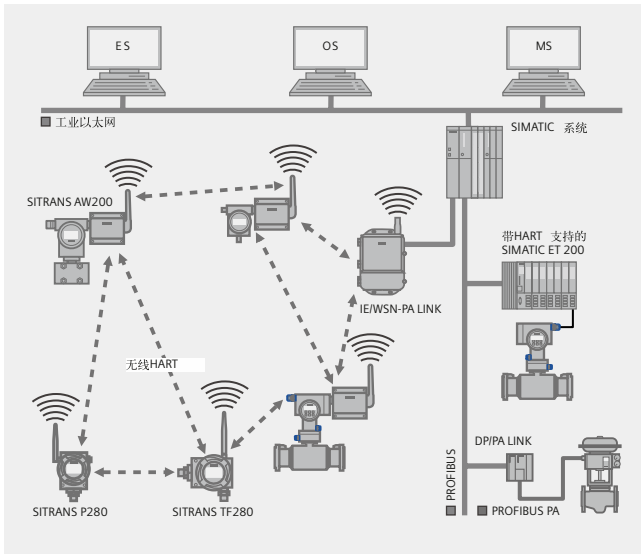 ES
OS
MS
工业以太网
SIMATIC 系统
SITRANS AW200
带HART 支持的
SIMATIC ET 200
IE/WSN-PA LINK
无线HART
DP/PA LINK
PROFIBUS
PROFIBUS PA
SITRANS P280
SITRANS TF280